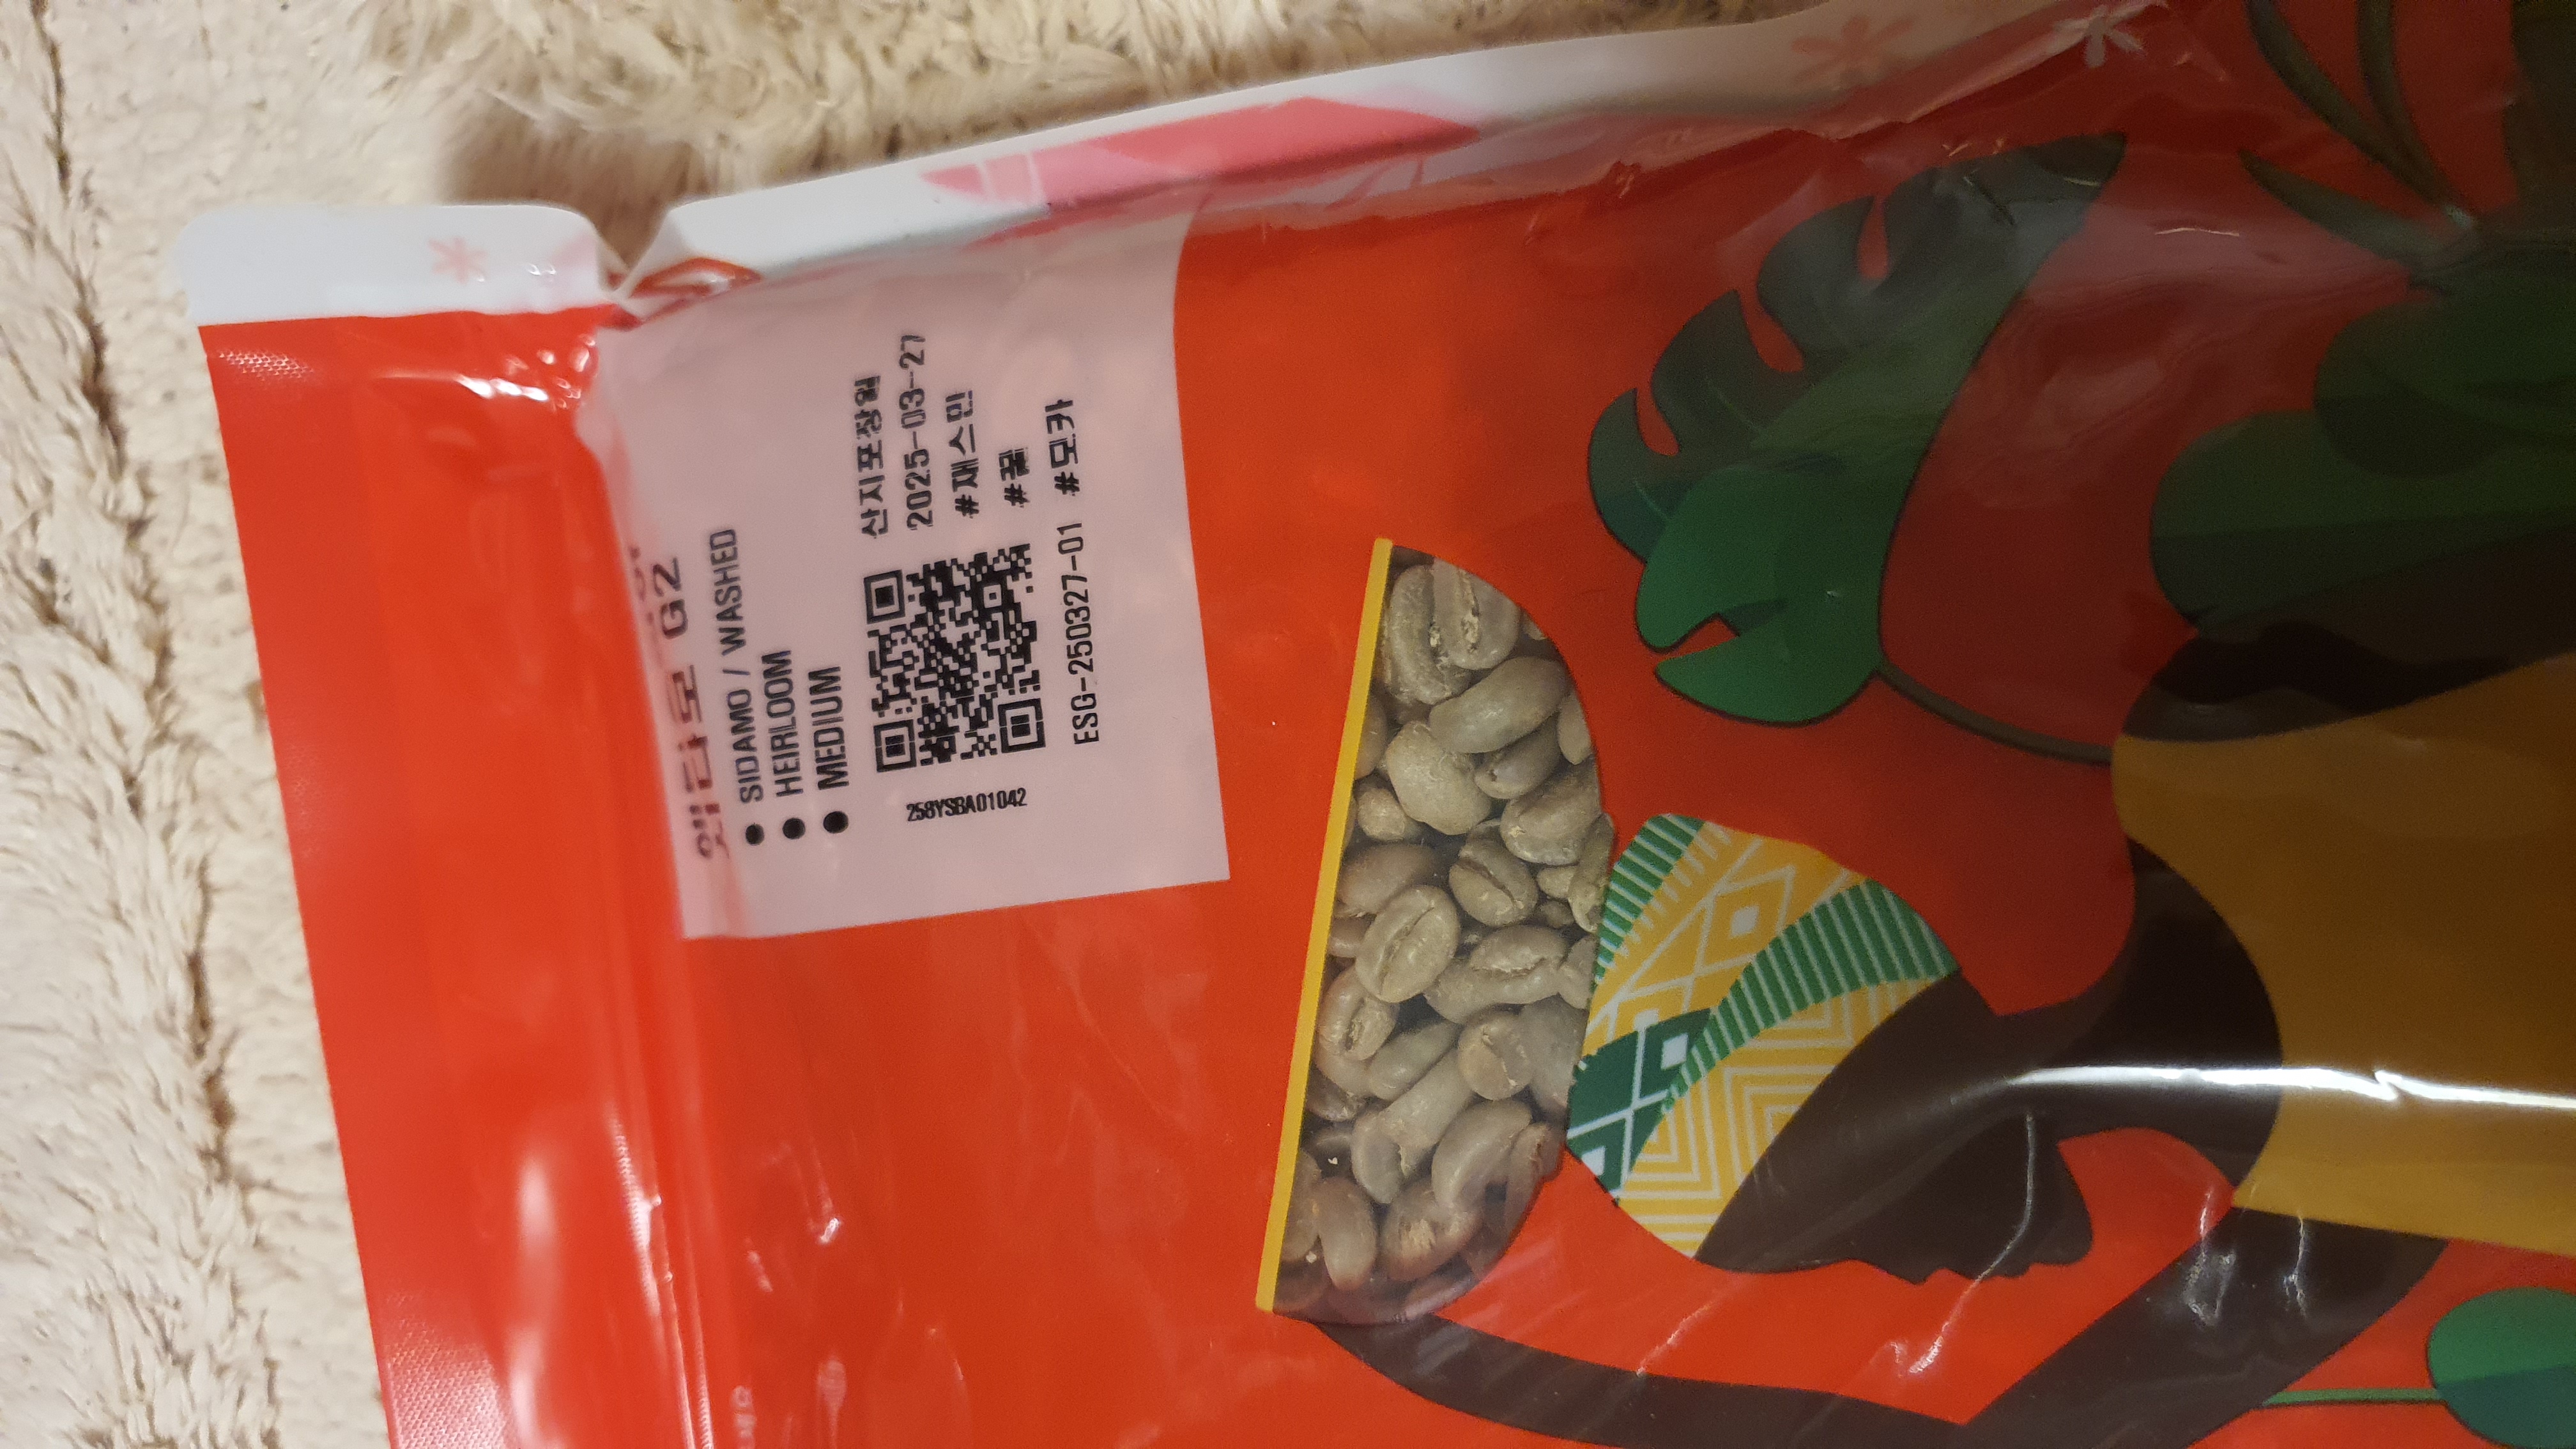 G2
SIDAMO / WASHED
HEIRLOOM
MEDIUM
산지포장일
2025-03-27
#재스민
#꿀
#모카
258YSBA01042
ESG-250327-01